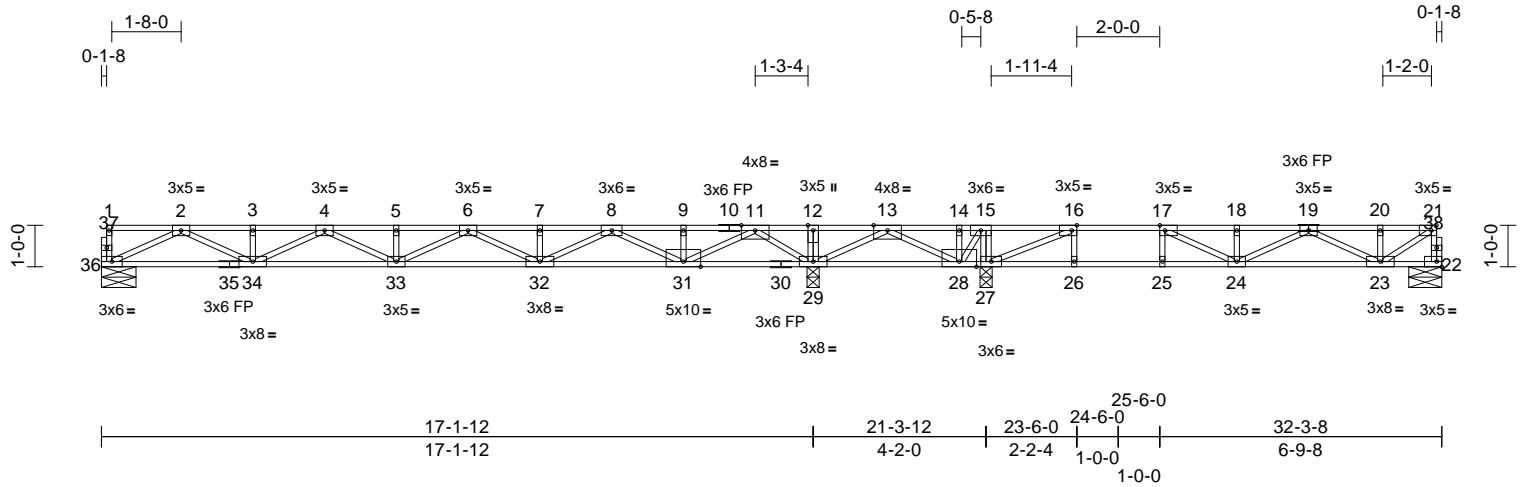 0-5-8 0-1-8
1-8-0 2-0-0
0-1-8
1-3-4 1-11-4 1-2-0
4x8= 3x6 FP
3x5= 3x5= 3x5= 3x6= 3x6 FP 3x5 II 4x8= 3x6= 3x5= 3x5= 3x5= 3x5=
1 2 3 4 5 6 7 8 9 10 11 12 13 14 15 16 17 18 19 20 21
37 38
1-0-0 1-0-0
36 22
35 34 33 32 31 30 28 27 26 25 24 23
29
3x6= 3x6 FP 3x5= 3x8= 5x10= 3x6 FP 5x10= 3x5= 3x8= 3x5=
3x8= 3x8= 3x6=
25-6-0
24-6-0
17-1-12 21-3-12 23-6-0 32-3-8
17-1-12 4-2-0 2-2-4 1-0-0 6-9-8
1-0-0